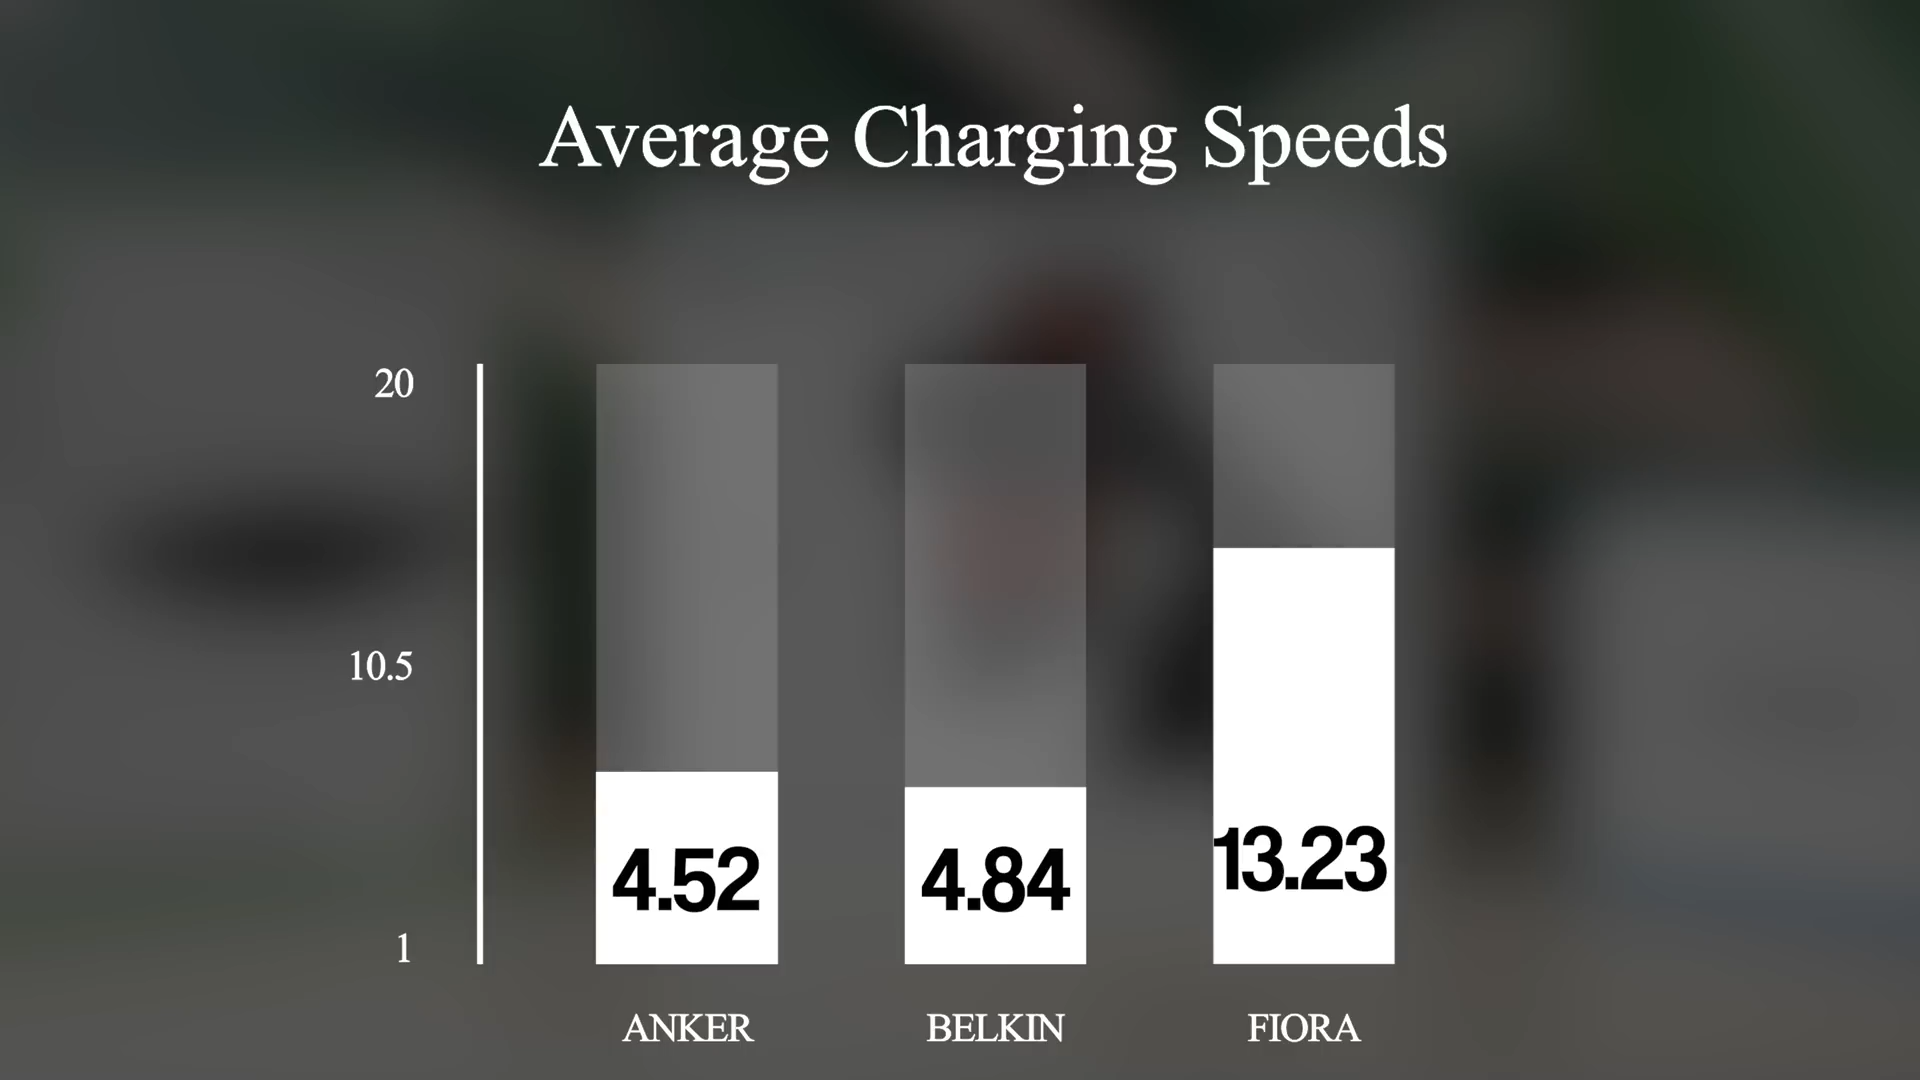 Average Charging Speeds
20
10.5
1
4.52
4.84
13.23
ANKER
BELKIN
FIORA